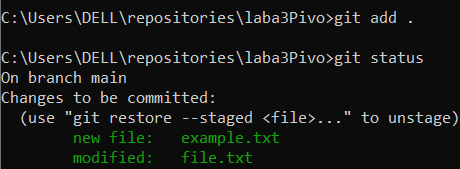 C:\Users\DELL\repositories\laba3Pivo>git add .
C:\Users\DELL\repositories\laba3Pivo>git status
On branch main
Changes to be committed:
  (use "git restore --staged <file>..." to unstage)
        new file:   example.txt
        modified:   file.txt